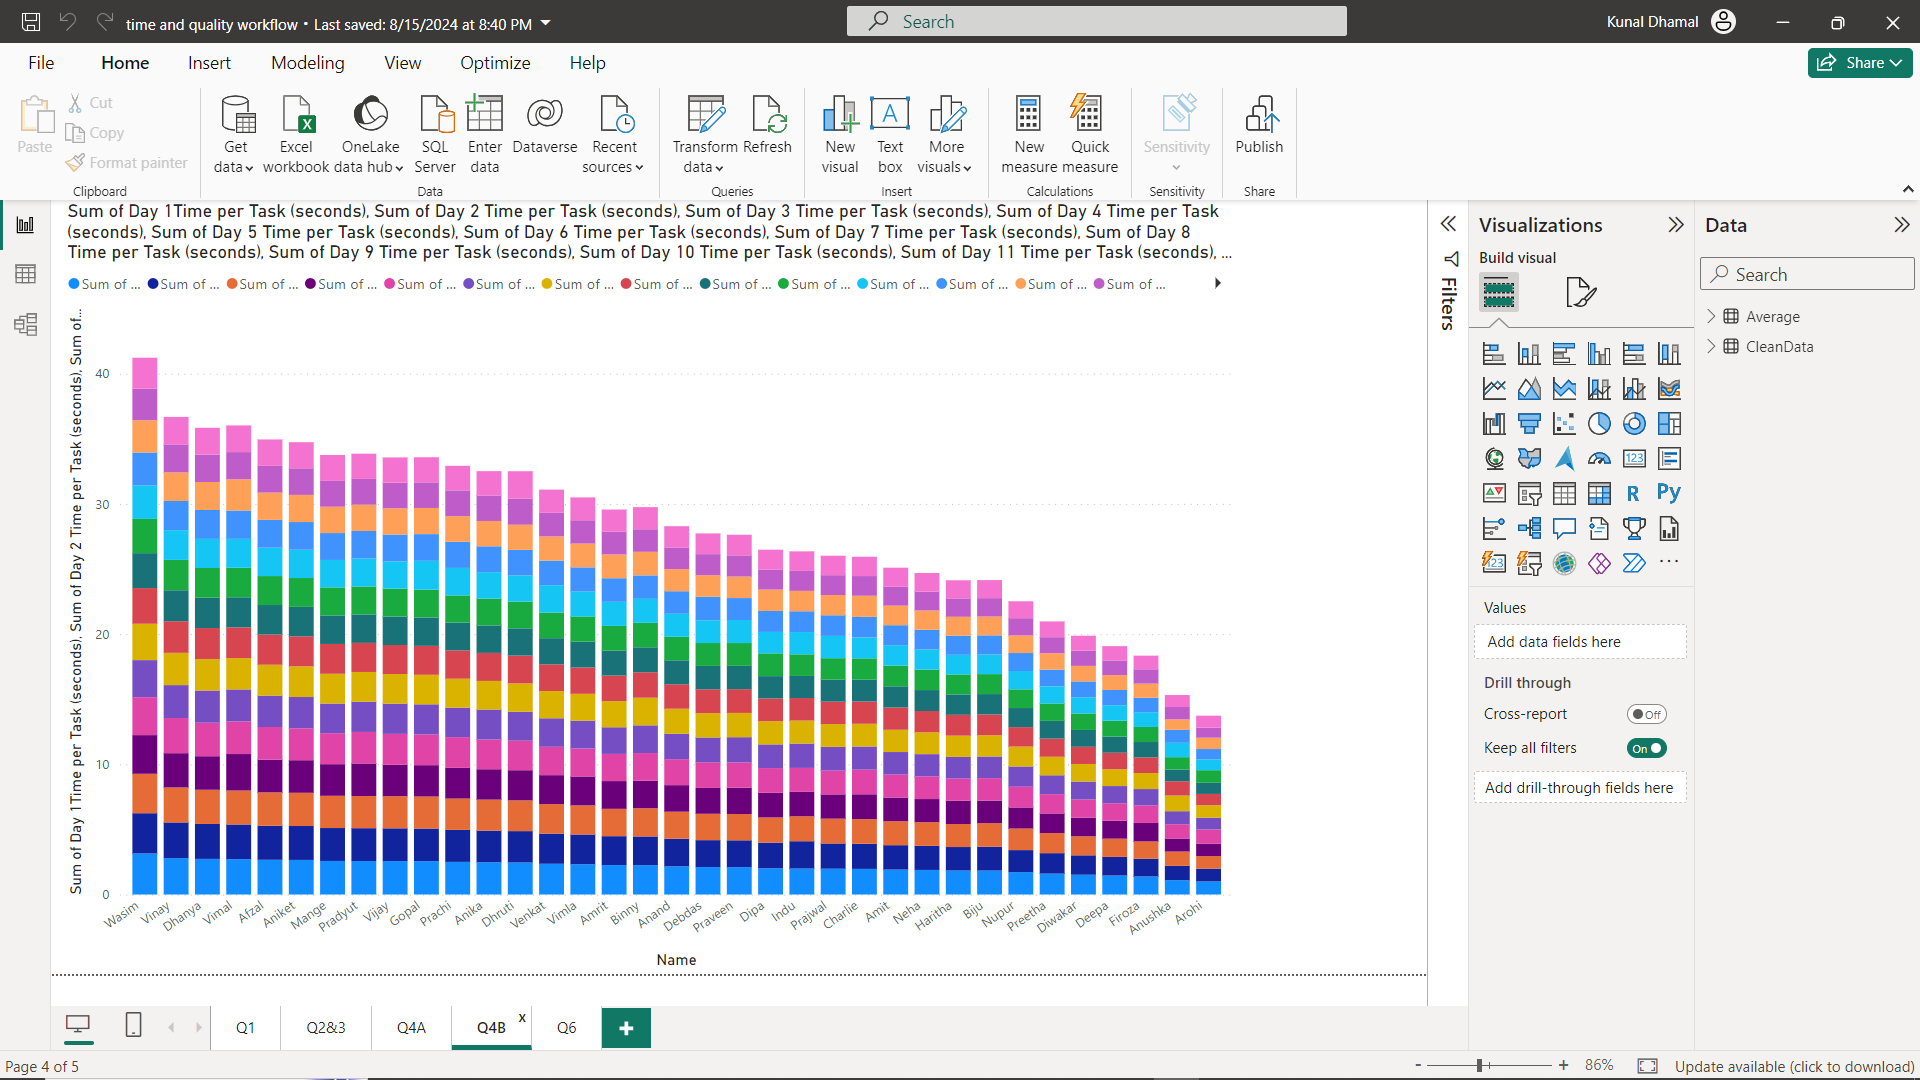 time and quality workflow • Last saved: 8/15/2024 at 8:40 PM
Search
Kunal Dhamal
File
Home
Insert
Modeling
View
Optimize
Help
Share
Paste
Cut
Copy
Format painter
Clipboard
Get data
Excel workbook
OneLake data hub
SQL Server
Enter data
Dataverse
Recent sources
Data
Transform data
Refresh
Queries
New visual
Text box
More visuals
Insert
New measure
Quick measure
Calculations
Sensitivity
Sensitivity
Publish
Share
Sum of Day 1Time per Task (seconds), Sum of Day 2 Time per Task (seconds), Sum of Day 3 Time per Task (seconds), Sum of Day 4 Time per Task
(seconds), Sum of Day 5 Time per Task (seconds), Sum of Day 6 Time per Task (seconds), Sum of Day 7 Time per Task (seconds), Sum of Day 8
Time per Task (seconds), Sum of Day 9 Time per Task (seconds), Sum of Day 10 Time per Task (seconds), Sum of Day 11 Time per Task (seconds), ...
Sum of ... Sum of ... Sum of ... Sum of ... Sum of ... Sum of ... Sum of ... Sum of ... Sum of ... Sum of ... Sum of ... Sum of ... Sum of ... Sum of ...
Sum of Day 1Time per Task (seconds), Sum of Day 2 Time per Task (seconds), Sum of...
40
30
20
10
0
Wasim
Vinay
Dhanya
Vimal
Afzal
Aniket
Mange
Pradyut
Vijay
Gopal
Prachi
Anika
Dhruti
Venkat
Vimla
Amrit
Binny
Anand
Debdas
Praveen
Dipa
Indu
Prajwal
Charlie
Amit
Neha
Haritha
Biju
Nupur
Preetha
Diwakar
Deepa
Firoza
Anushka
Arohi
Name
Filters
Visualizations
Build visual
123
R
Py
123
Values
Add data fields here
Drill through
Cross-report
Off
Keep all filters
On
Add drill-through fields here
Data
Search
Average
CleanData
Q1
Q2&3
Q4A
Q4B
x
Q6
+
Page 4 of 5
- + 86%
Update available (click to download)